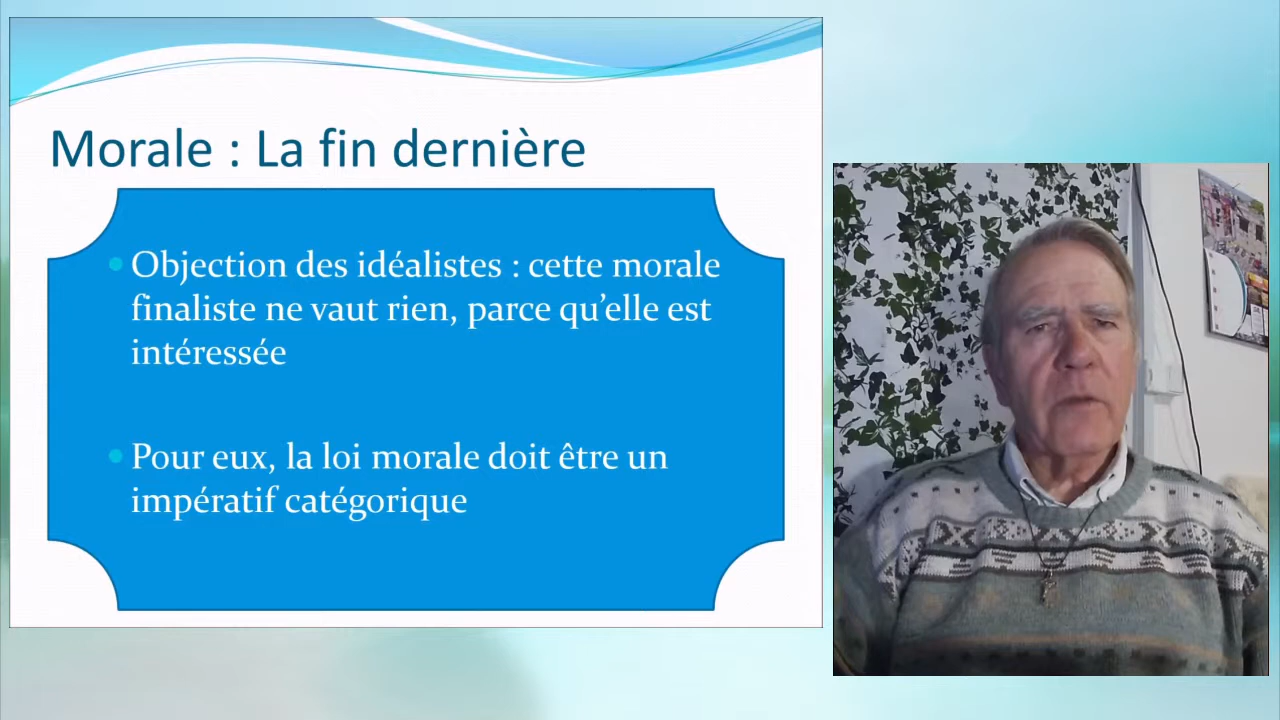 Morale : La fin dernière
Objection des idéalistes : cette morale
finaliste ne vaut rien, parce qu’elle est
intéressée
Pour eux, la loi morale doit être un
impératif catégorique